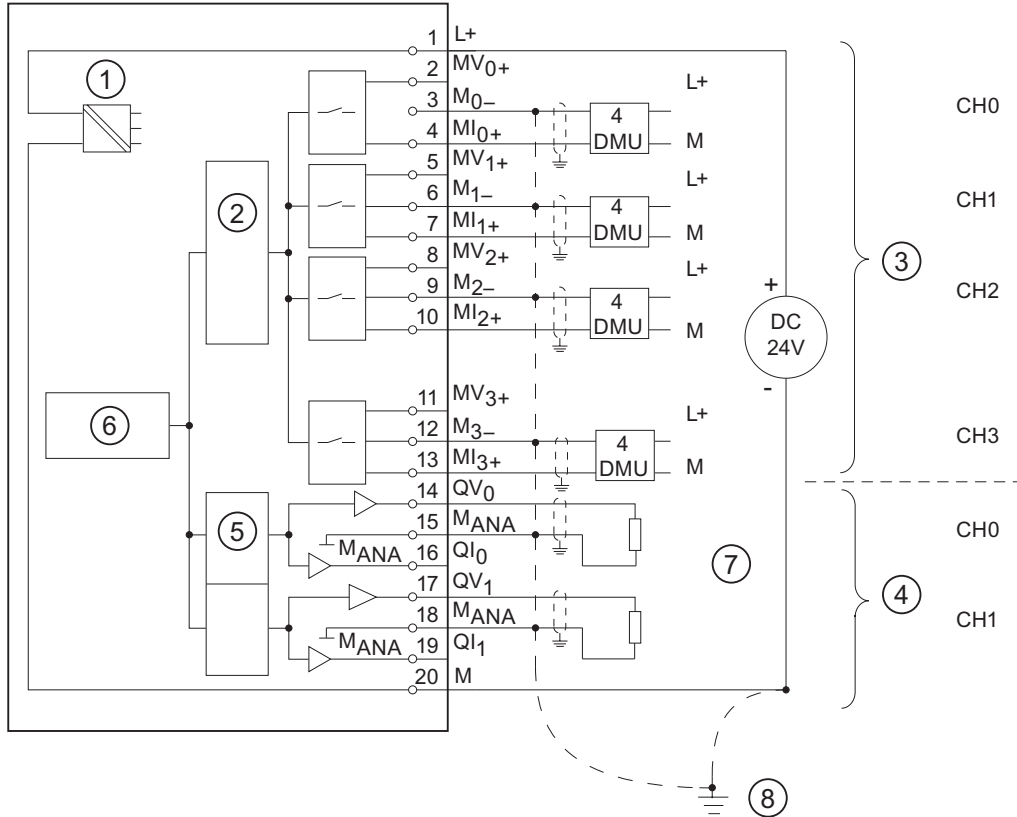 1 L+
2 MV0+
3 M0–
4 MI0+
5 MV1+
6 M1–
7 MI1+
8 MV2+
9 M2–
10 MI2+
11 MV3+
12 M3–
13 MI3+
14 QV0
15 MANA
16 QI0
17 QV1
18 MANA
19 QI1
20 M
MANA
MANA
1
2
6
5
4
DMU
L+
M
4
DMU
L+
M
4
DMU
L+
M
4
DMU
L+
M
+
DC
24V
-
7
8
3
4
CH0
CH1
CH2
CH3
CH0
CH1